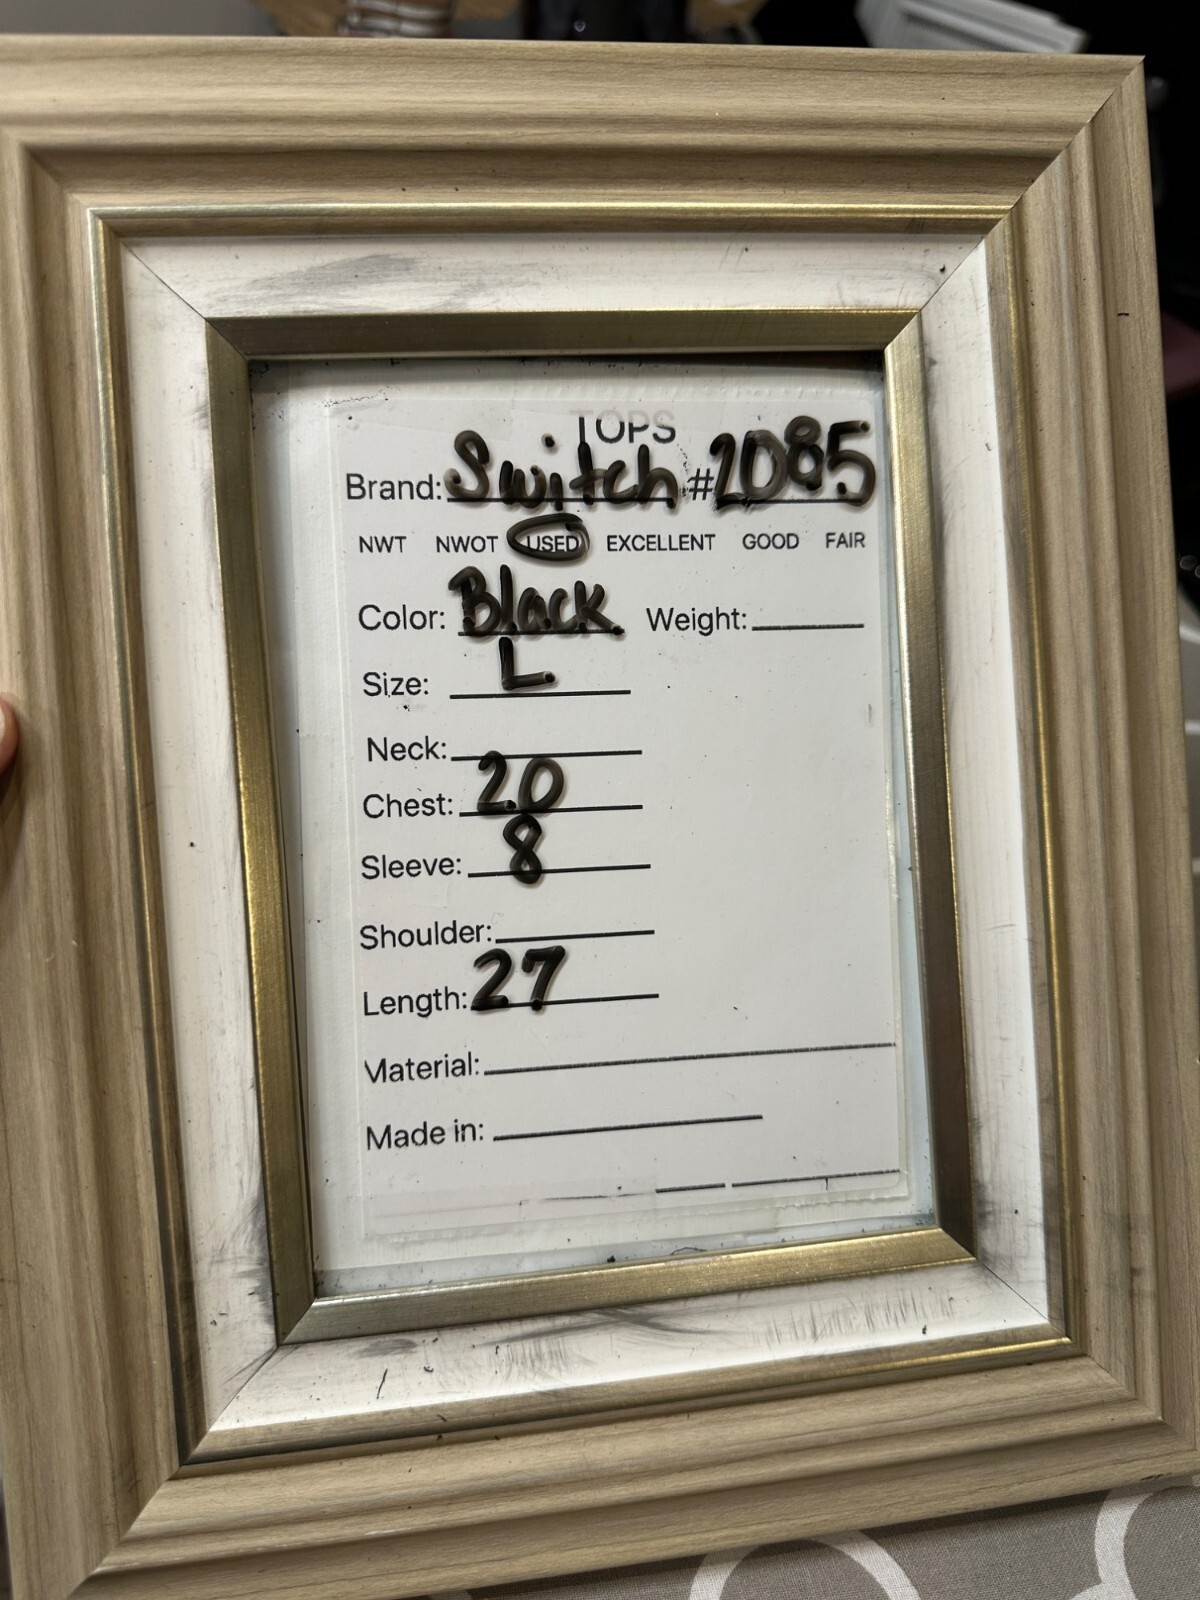 TOPS
Brand: Switch #2085
NWT NWOT USED EXCELLENT GOOD FAIR
Color: Black Weight:
Size: L
Neck:
Chest: 20
Sleeve: 8
Shoulder:
Length: 27
Material:
Made in: